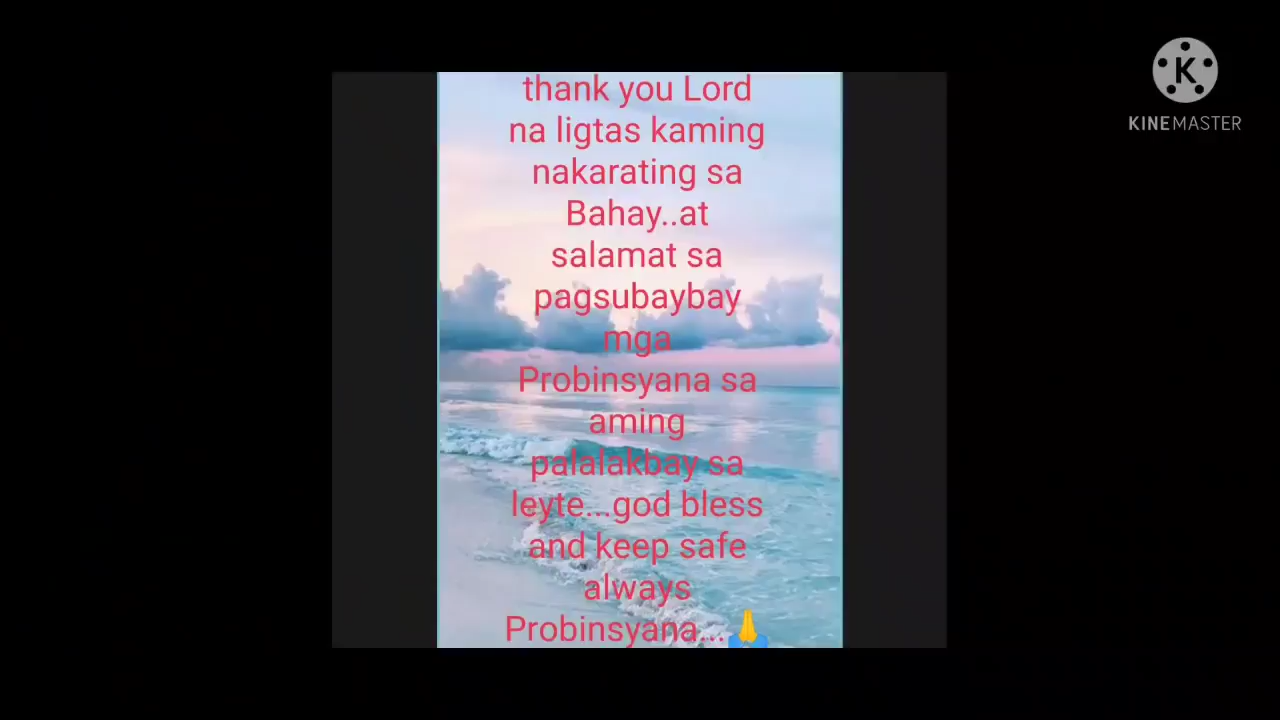 thank you Lord
na ligtas kaming
nakarating sa
Bahay..at
salamat sa
pagsubaybay
mga
Probinsyana sa
aming
palalakbay sa
leyte...god bless
and keep safe
always
Probinsyana...🙏
K
KINEMASTER